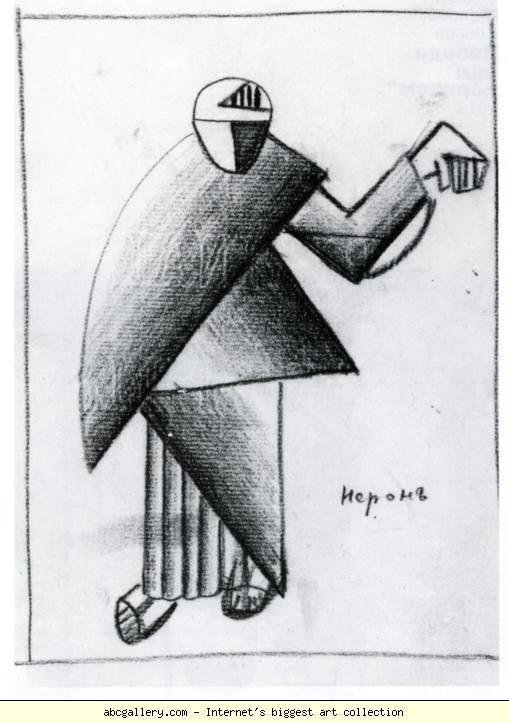 Неронъ
abcgallery.com - Internet's biggest art collection